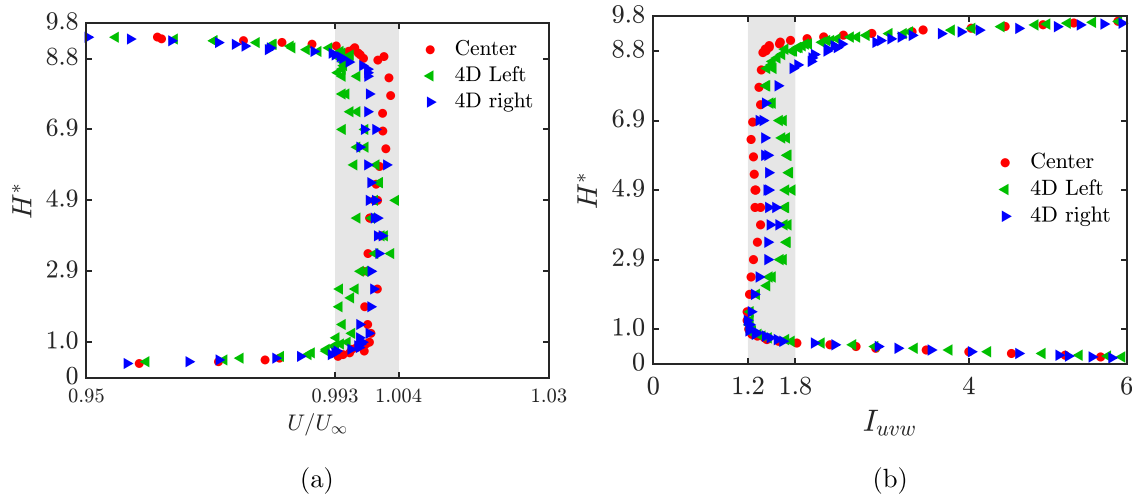 9.8
8.8
6.9
4.9
2.9
1.0
0
H*
0.95
0.993
1.004
1.03
U/U∞
Center
4D Left
4D right
(a)
9.8
8.8
6.9
4.9
2.9
1.0
0
H*
0
1.2
1.8
4
6
I_{uvw}
Center
4D Left
4D right
(b)